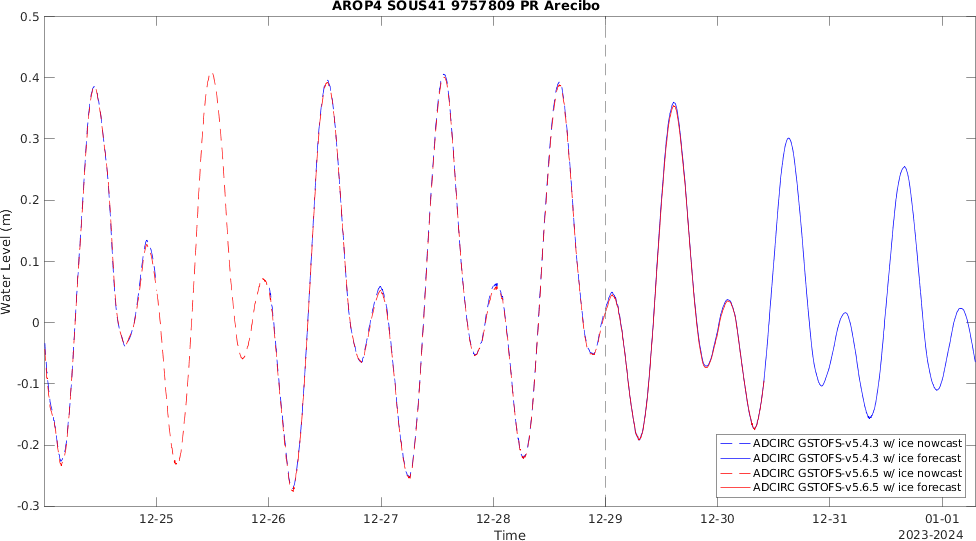 AROP4 SOUS41 9757809 PR Arecibo
0.5
0.4
0.3
0.2
0.1
0
-0.1
-0.2
-0.3
Water Level (m)
ADCIRC GSTOFS-v5.4.3 w/ ice nowcast
ADCIRC GSTOFS-v5.4.3 w/ ice forecast
ADCIRC GSTOFS-v5.6.5 w/ ice nowcast
ADCIRC GSTOFS-v5.6.5 w/ ice forecast
12-25 12-26 12-27 12-28 12-29 12-30 12-31 01-01
Time
2023-2024